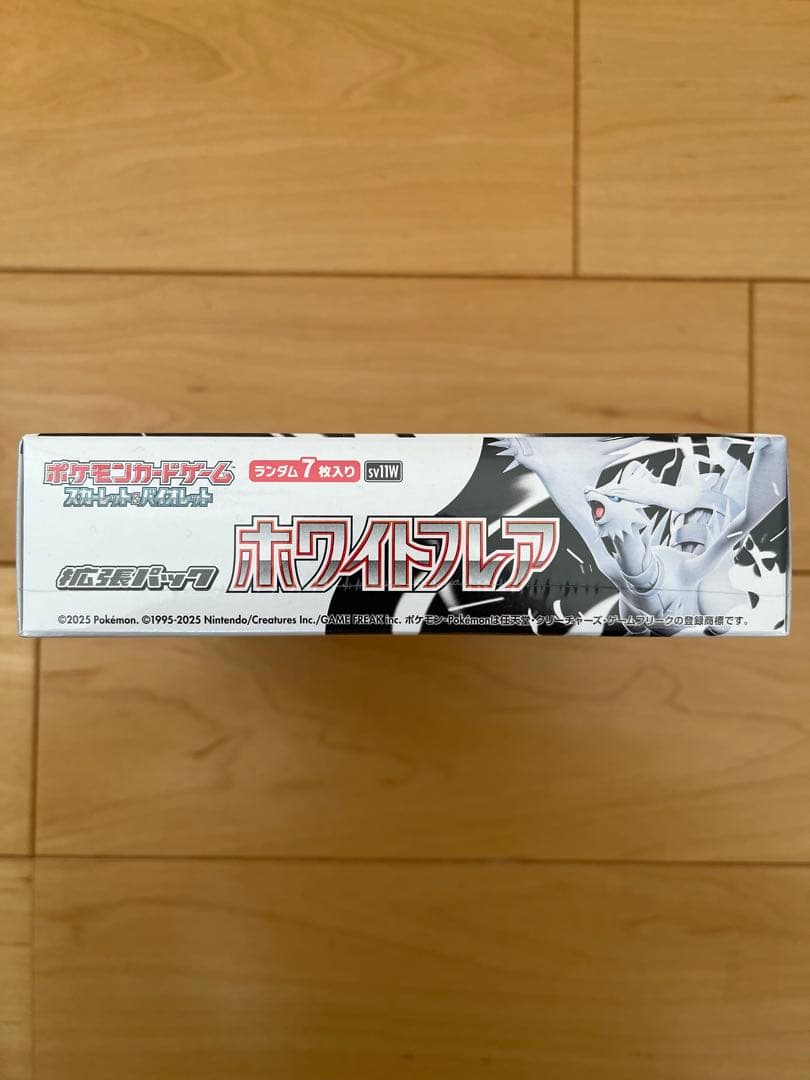 ポケモンカードゲーム
スカーレット&バイオレット
ランダム7枚入り
SV11W
拡張パック
ホワイトフレア
©2025 Pokémon. ©1995-2025 Nintendo/Creatures Inc./GAME FREAK inc. ポケモン・Pokémonは任天堂・クリーチャーズ・ゲームフリークの登録商標です。